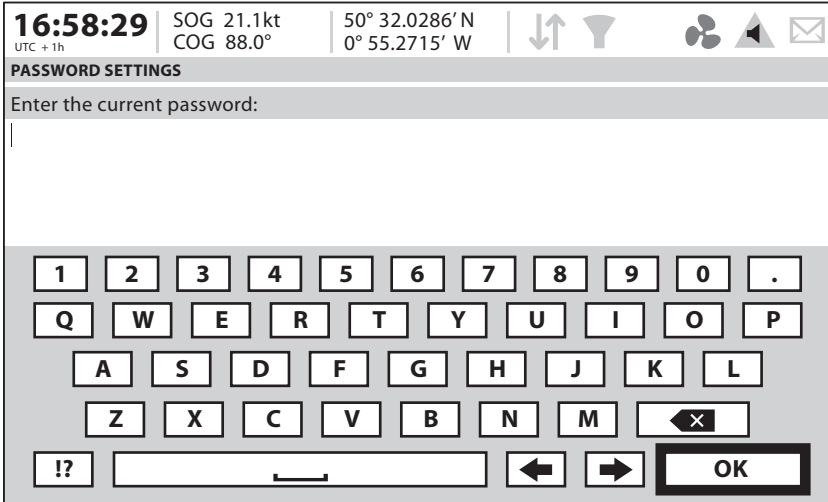 16:58:29 SOG 21.1kt 50° 32.0286′ N
UTC + 1h COG 88.0° 0° 55.2715′ W
PASSWORD SETTINGS
Enter the current password:
1 2 3 4 5 6 7 8 9 0 .
Q W E R T Y U I O P
A S D F G H J K L
Z X C V B N M
!? OK